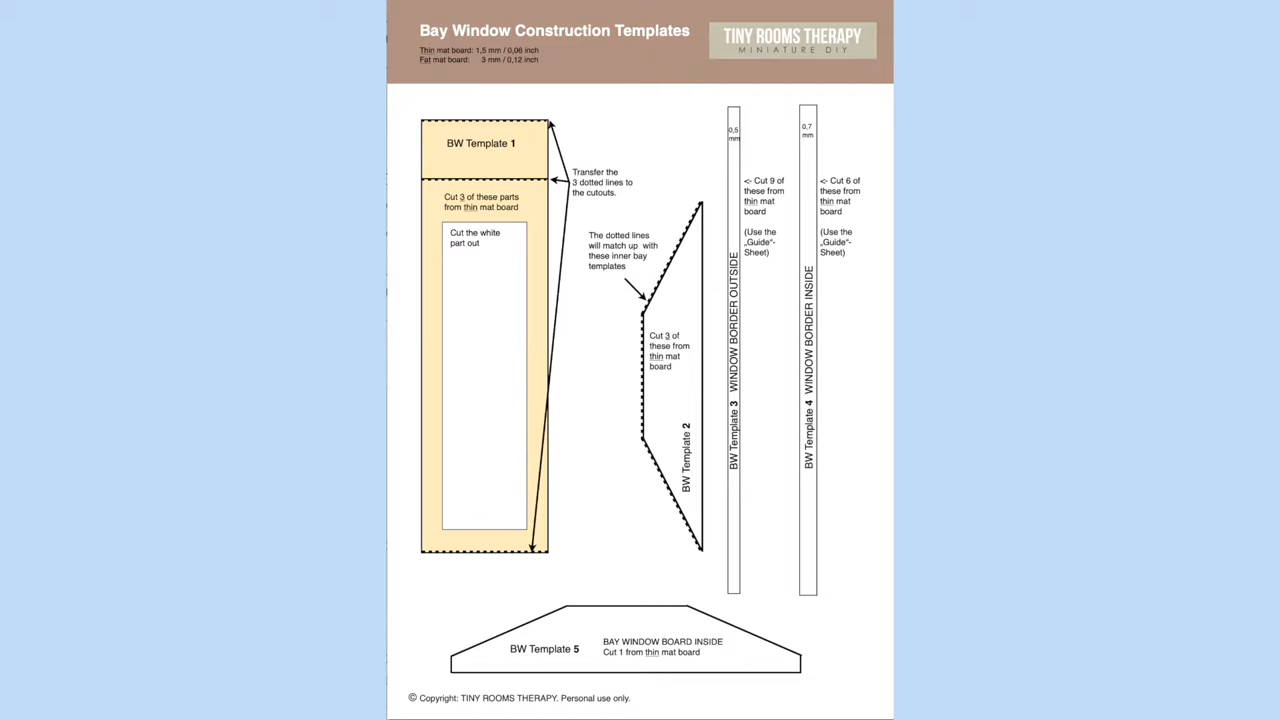 Bay Window Construction Templates
Thin mat board: 1,5 mm / 0,06 inch
Fat mat board: 3 mm / 0,12 inch
TINY ROOMS THERAPY
MINIATURE DIY
BW Template 1
Cut 3 of these parts
from thin mat board
Cut the white
part out
Transfer the
3 dotted lines to
the cutouts.
The dotted lines
will match up with
these inner bay
templates
Cut 3 of
these from
thin mat
board
BW Template 2
0,5
mm
<- Cut 9 of
these from
thin mat
board
(Use the
„Guide“-
Sheet)
BW Template 3 WINDOW BORDER OUTSIDE
0,7
mm
<- Cut 6 of
these from
thin mat
board
(Use the
„Guide“-
Sheet)
BW Template 4 WINDOW BORDER INSIDE
BW Template 5
BAY WINDOW BOARD INSIDE
Cut 1 from thin mat board
© Copyright: TINY ROOMS THERAPY. Personal use only.